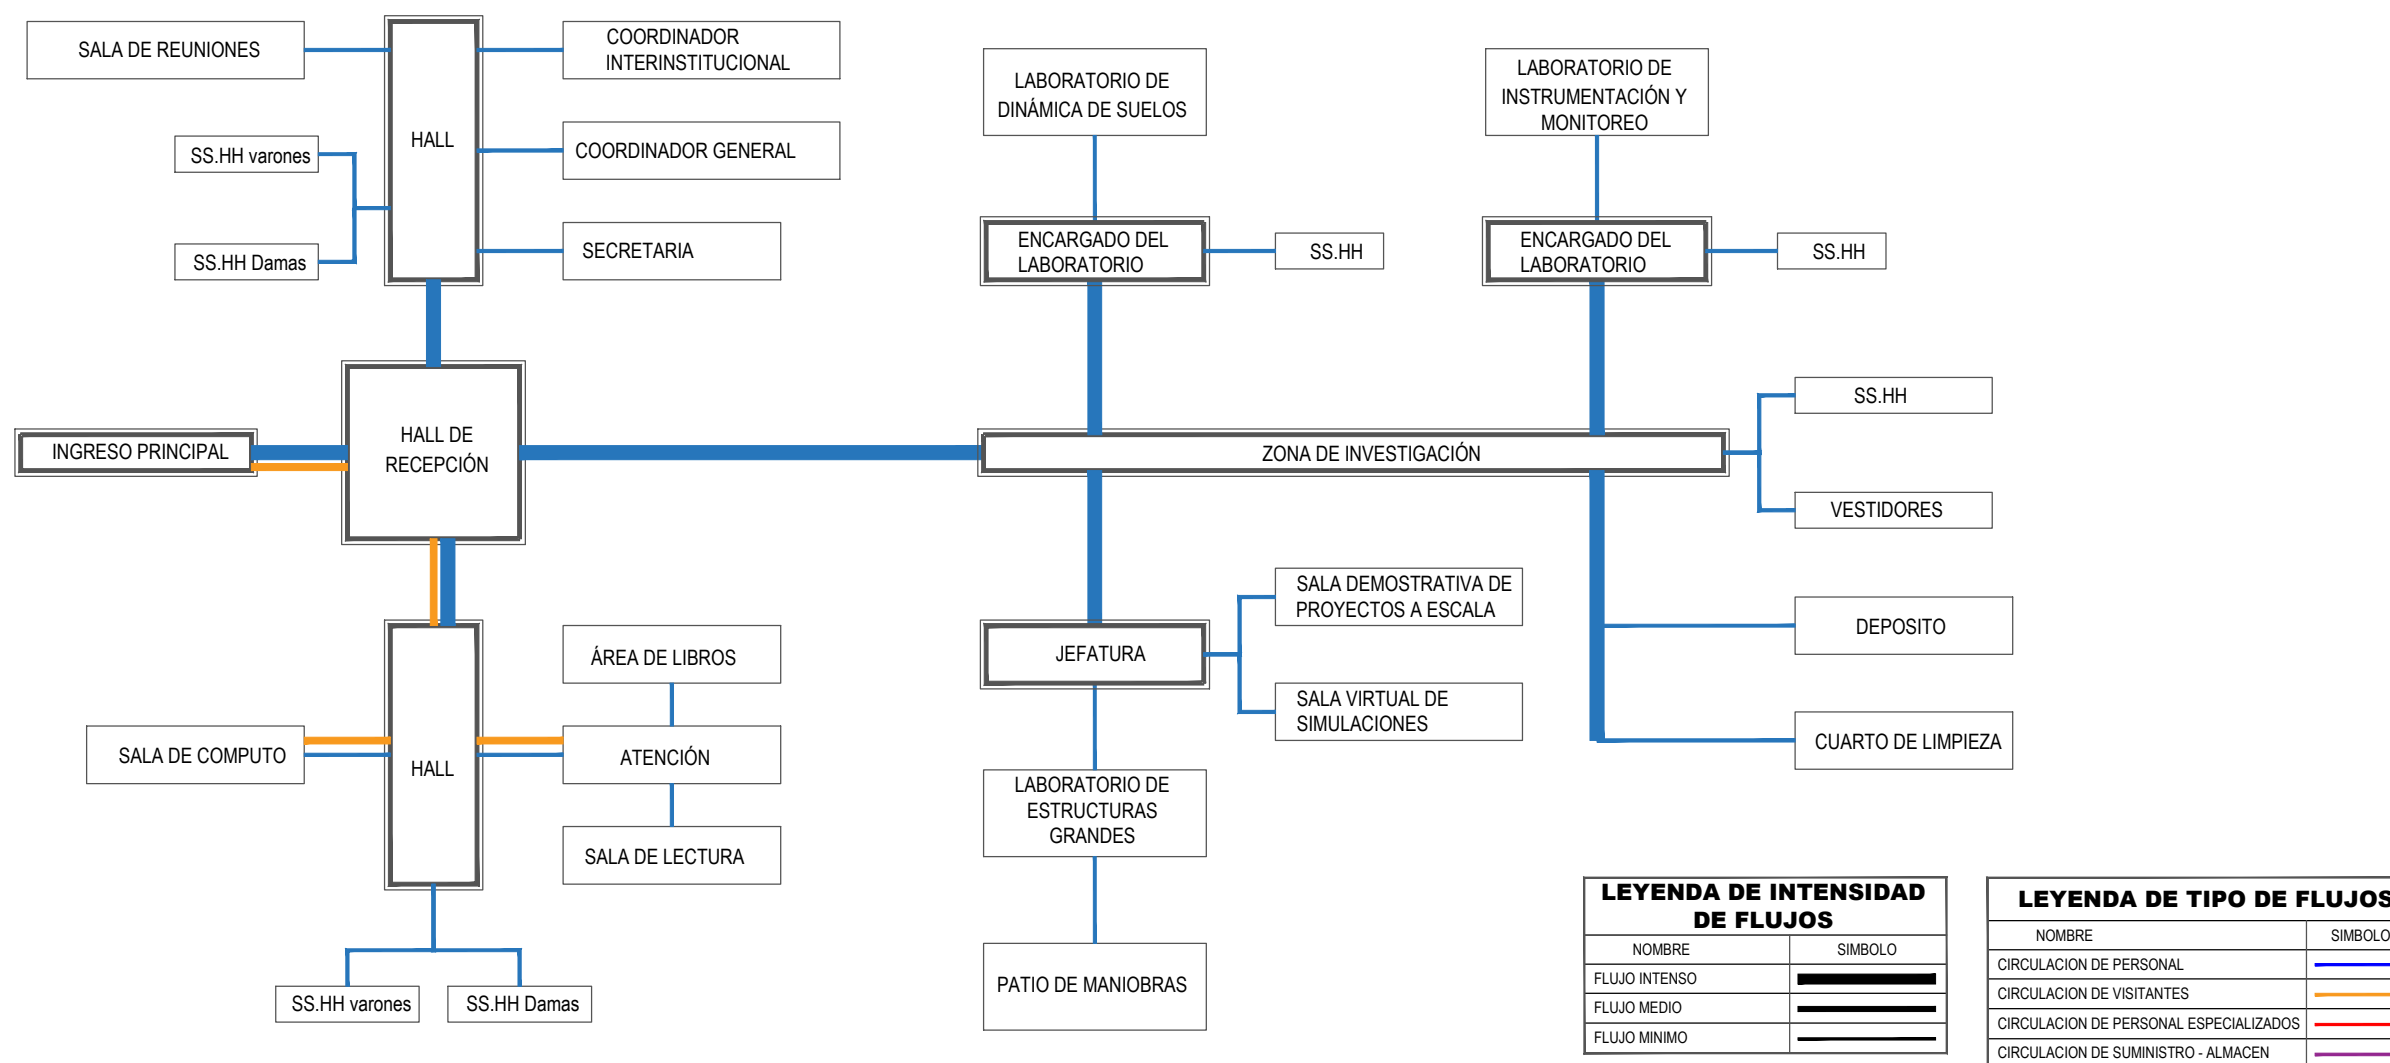 SALA DE REUNIONES
COORDINADOR
INTERINSTITUCIONAL
HALL
COORDINADOR GENERAL
SS.HH varones
SS.HH Damas
SECRETARIA
LABORATORIO DE
DINÁMICA DE SUELOS
LABORATORIO DE
INSTRUMENTACIÓN Y
MONITOREO
ENCARGADO DEL
LABORATORIO
SS.HH
ENCARGADO DEL
LABORATORIO
SS.HH
INGRESO PRINCIPAL
HALL DE
RECEPCIÓN
ZONA DE INVESTIGACIÓN
SS.HH
VESTIDORES
SALA DEMOSTRATIVA DE
PROYECTOS A ESCALA
JEFATURA
SALA VIRTUAL DE
SIMULACIONES
DEPOSITO
CUARTO DE LIMPIEZA
ÁREA DE LIBROS
SALA DE COMPUTO
HALL
ATENCIÓN
SALA DE LECTURA
SS.HH varones
SS.HH Damas
LABORATORIO DE
ESTRUCTURAS
GRANDES
PATIO DE MANIOBRAS
LEYENDA DE INTENSIDAD
DE FLUJOS
NOMBRE SIMBOLO
FLUJO INTENSO
FLUJO MEDIO
FLUJO MINIMO
LEYENDA DE TIPO DE FLUJOS
NOMBRE SIMBOLO
CIRCULACION DE PERSONAL
CIRCULACION DE VISITANTES
CIRCULACION DE PERSONAL ESPECIALIZADOS
CIRCULACION DE SUMINISTRO - ALMACEN